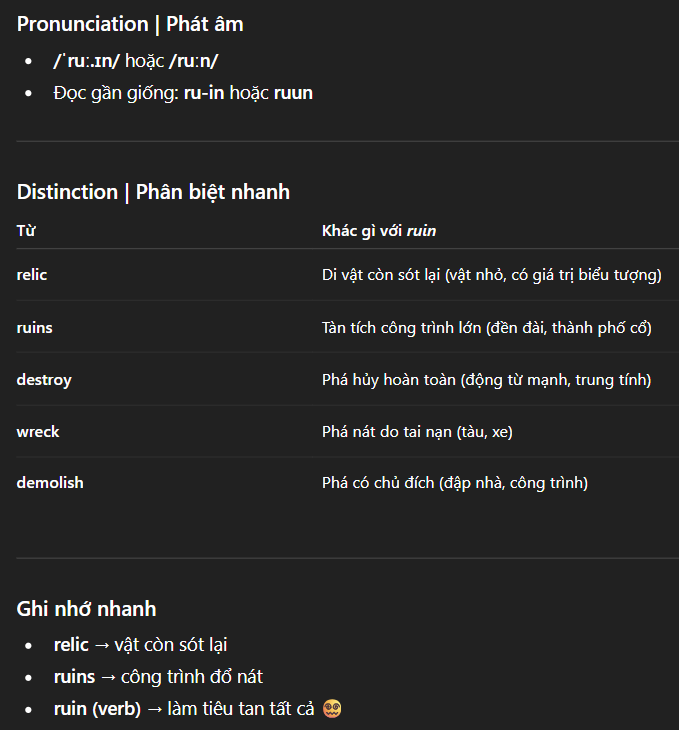 Pronunciation | Phát âm
• /ˈruː.ɪn/ hoặc /ruːn/
• Đọc gần giống: ru-in hoặc ruun
Distinction | Phân biệt nhanh
Từ Khác gì với ruin
relic Di vật còn sót lại (vật nhỏ, có giá trị biểu tượng)
ruins Tàn tích công trình lớn (đền đài, thành phố cổ)
destroy Phá hủy hoàn toàn (động từ mạnh, trung tính)
wreck Phá nát do tai nạn (tàu, xe)
demolish Phá có chủ đích (đập nhà, công trình)
Ghi nhớ nhanh
• relic → vật còn sót lại
• ruins → công trình đổ nát
• ruin (verb) → làm tiêu tan tất cả 😵‍💫